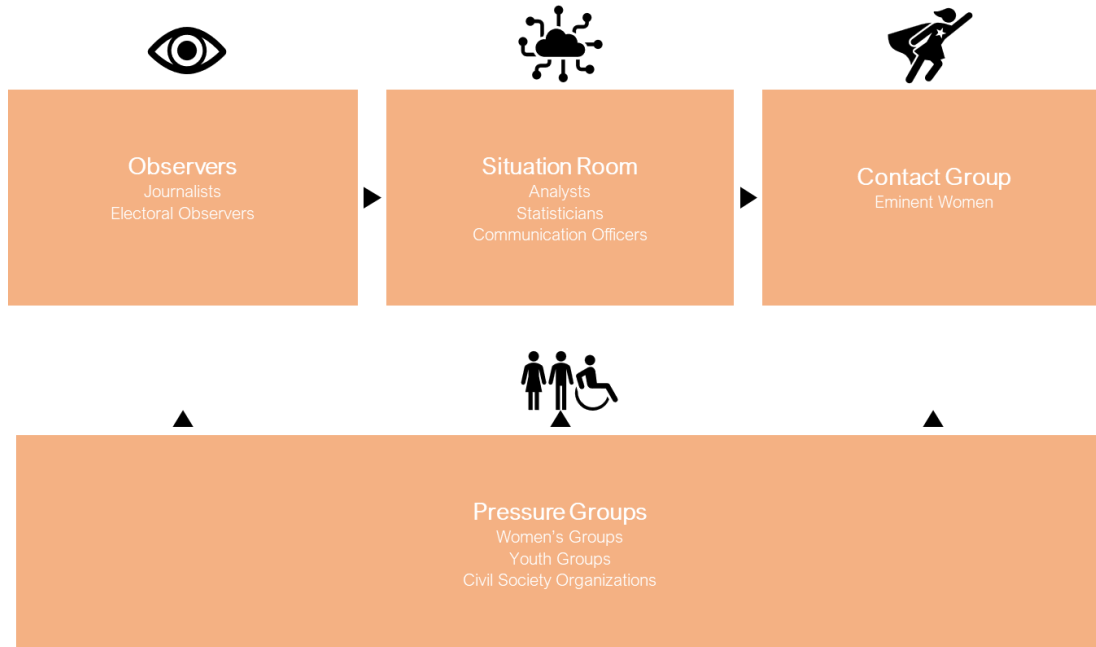 Observers
Journalists
Electoral Observers
Situation Room
Analysts
Statisticians
Communication Officers
Contact Group
Eminent Women
Pressure Groups
Women's Groups
Youth Groups
Civil Society Organizations